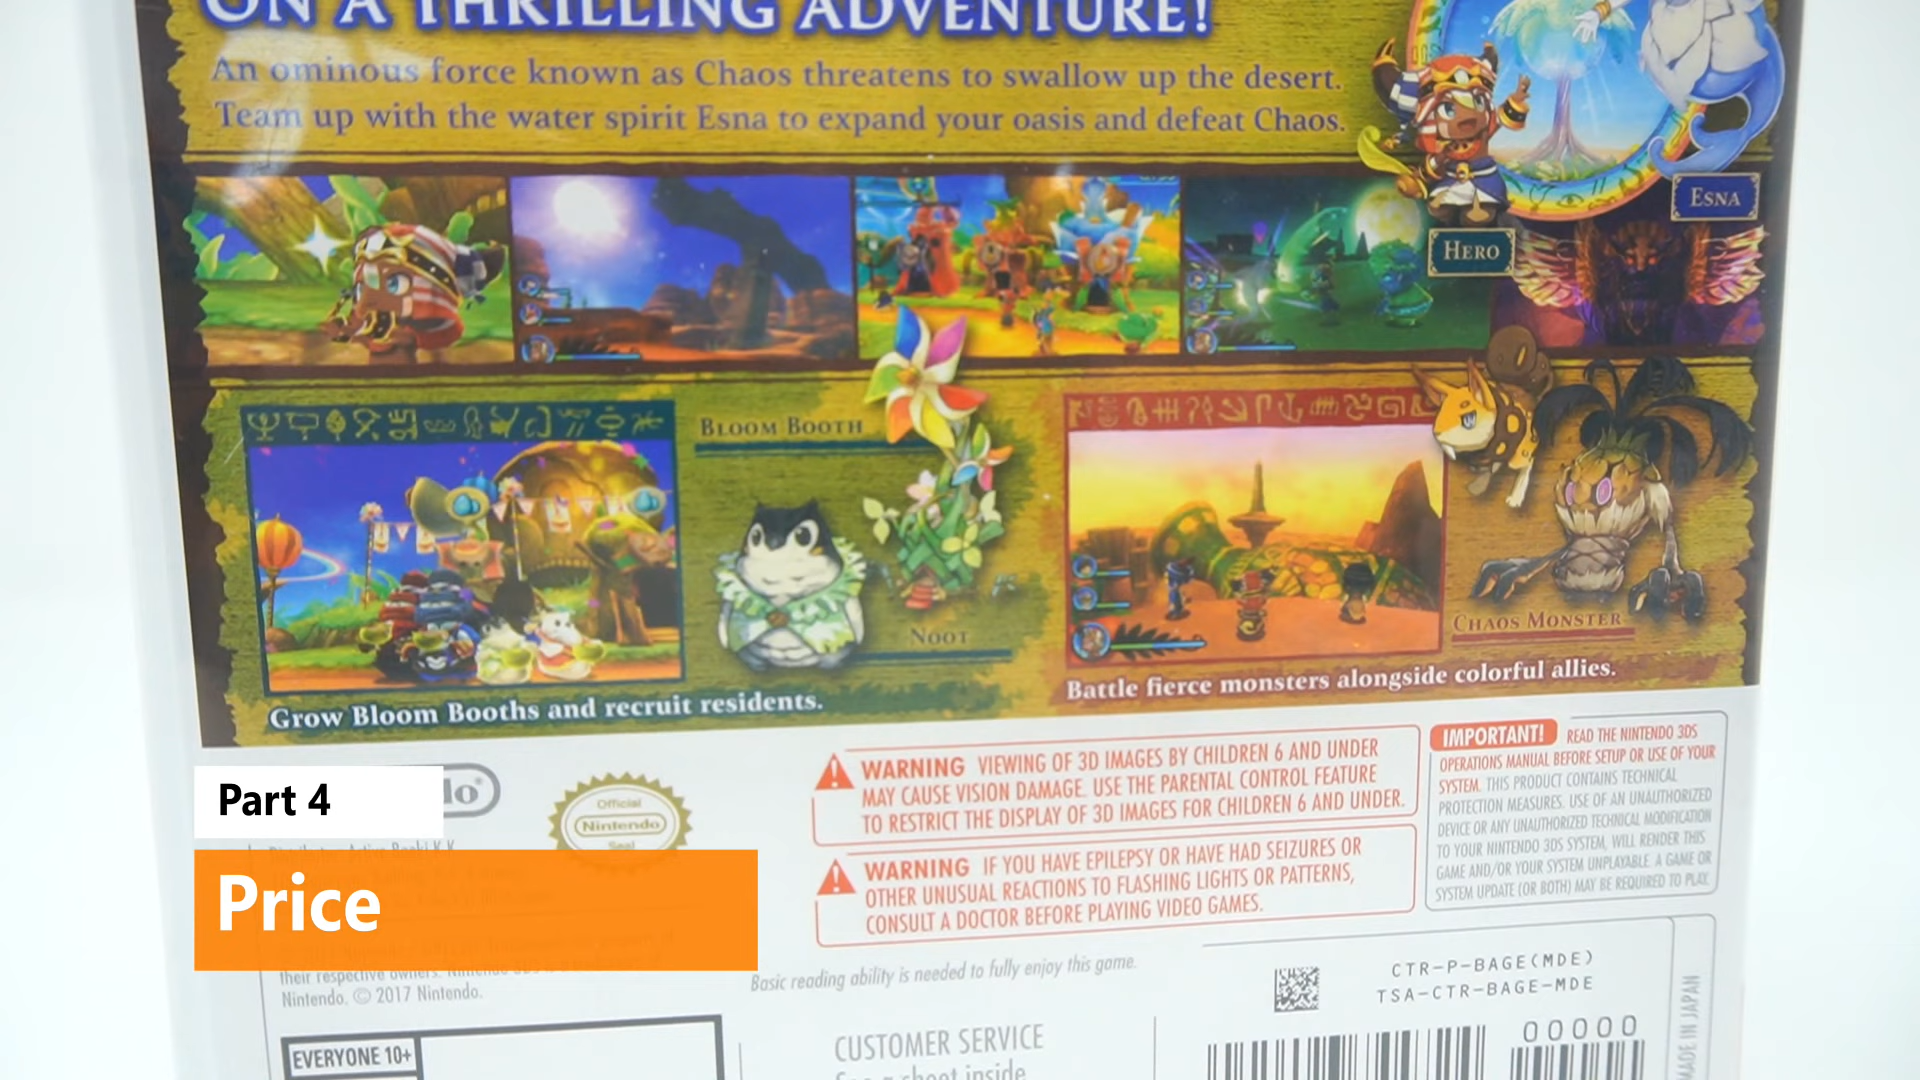 ON A THRILLING ADVENTURE!
An ominous force known as Chaos threatens to swallow up the desert.
Team up with the water spirit Esna to expand your oasis and defeat Chaos.
ESNA
HERO
BLOOM BOOTH
NOOT
CHAOS MONSTER
Grow Bloom Booths and recruit residents.
Battle fierce monsters alongside colorful allies.
Part 4
Price
Official
Nintendo
Seal
WARNING VIEWING OF 3D IMAGES BY CHILDREN 6 AND UNDER
MAY CAUSE VISION DAMAGE. USE THE PARENTAL CONTROL FEATURE
TO RESTRICT THE DISPLAY OF 3D IMAGES FOR CHILDREN 6 AND UNDER.
WARNING IF YOU HAVE EPILEPSY OR HAVE HAD SEIZURES OR
OTHER UNUSUAL REACTIONS TO FLASHING LIGHTS OR PATTERNS,
CONSULT A DOCTOR BEFORE PLAYING VIDEO GAMES.
IMPORTANT! READ THE NINTENDO 3DS
OPERATIONS MANUAL BEFORE SETUP OR USE OF YOUR
SYSTEM. THIS PRODUCT CONTAINS TECHNICAL
PROTECTION MEASURES. USE OF AN UNAUTHORIZED
DEVICE OR ANY UNAUTHORIZED TECHNICAL MODIFICATION
TO YOUR NINTENDO 3DS SYSTEM, WILL RENDER THIS
GAME AND/OR YOUR SYSTEM UNPLAYABLE. A GAME OR
SYSTEM UPDATE (OR BOTH) MAY BE REQUIRED TO PLAY.
their respective owners.
Nintendo. © 2017 Nintendo.
Basic reading ability is needed to fully enjoy this game.
CTR-P-BAGE(MDE)
TSA-CTR-BAGE-MDE
00000
MADE IN JAPAN
EVERYONE 10+
CUSTOMER SERVICE
See a sheet inside